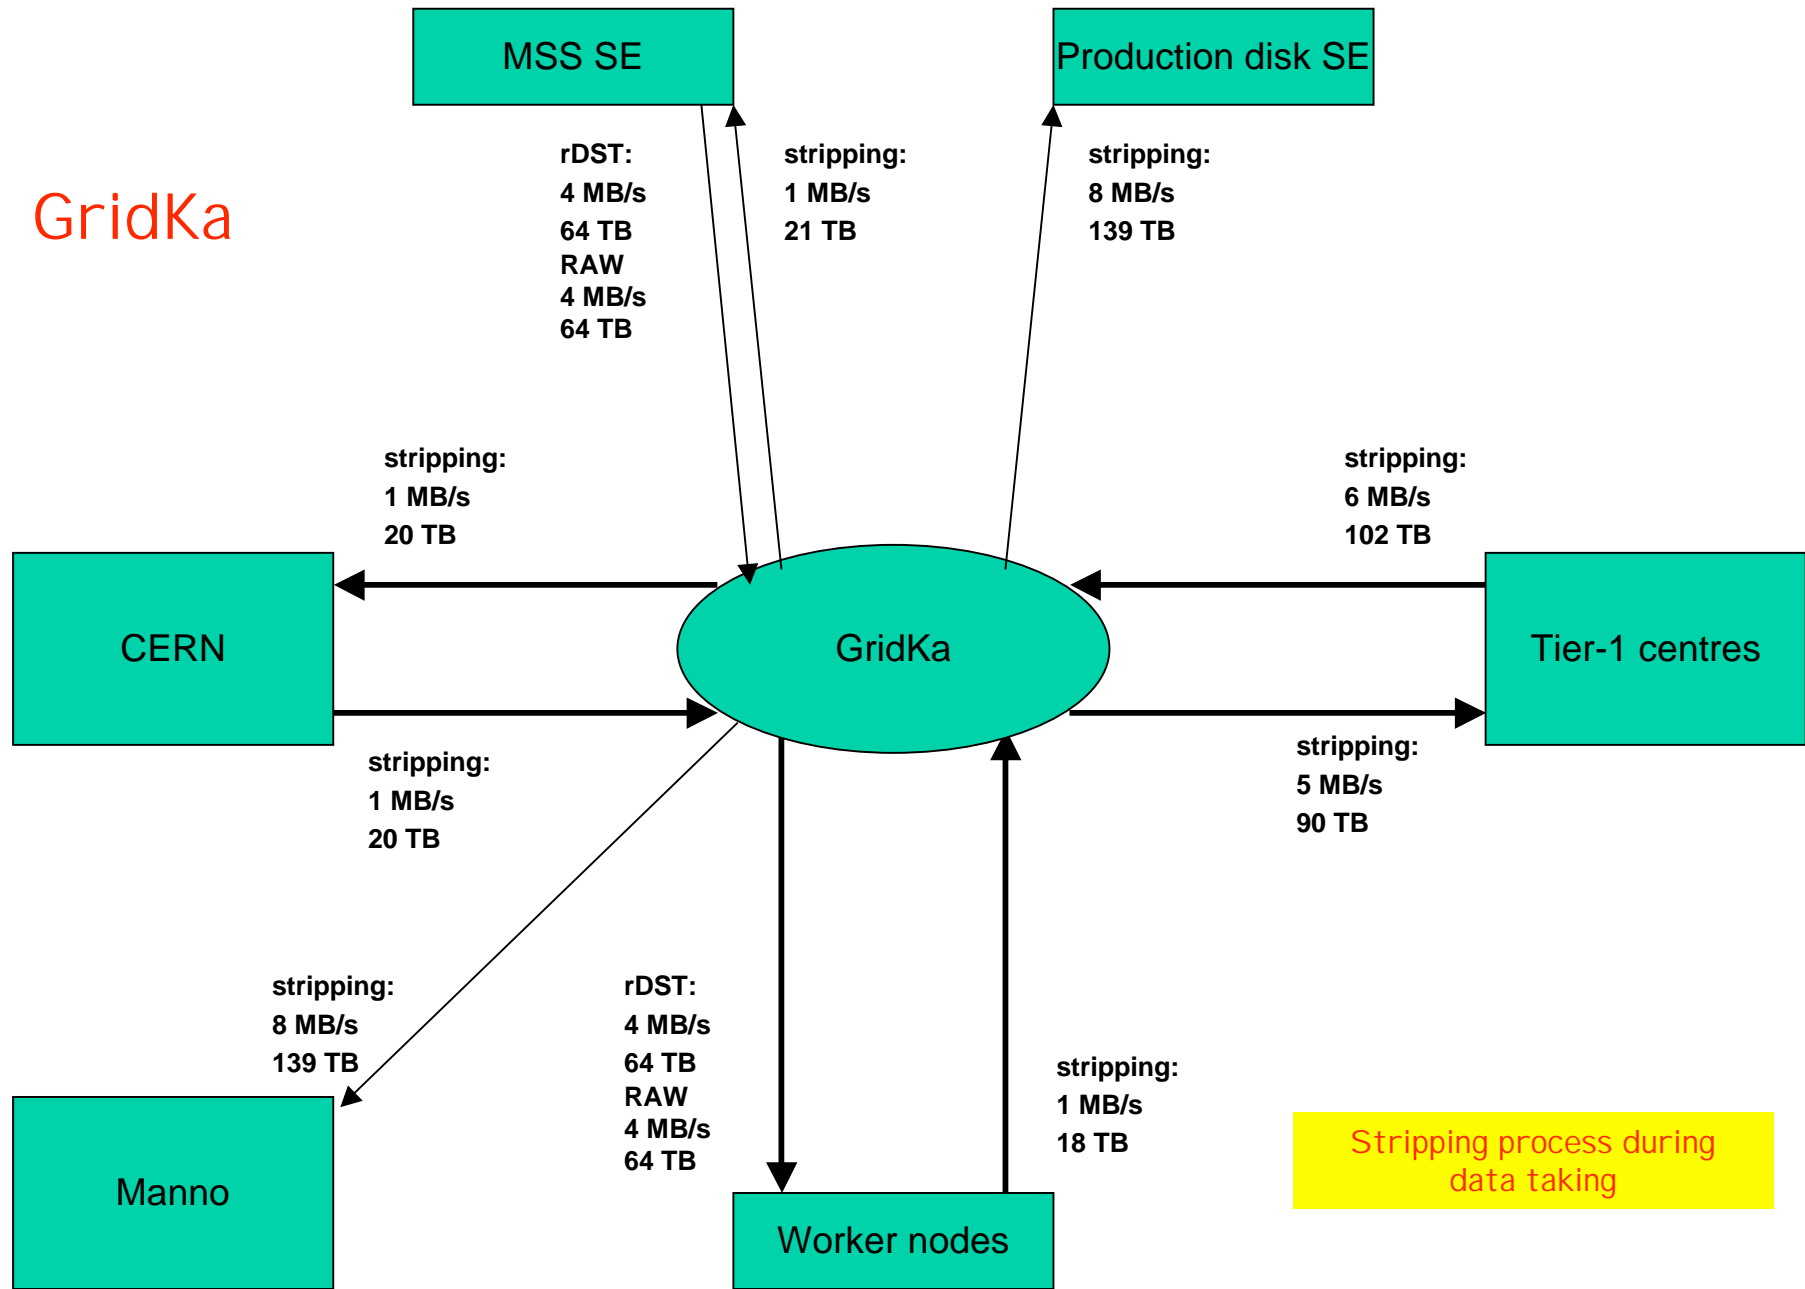 MSS SE
Production disk SE
GridKa
rDST:
4 MB/s
64 TB
RAW
4 MB/s
64 TB
stripping:
1 MB/s
21 TB
stripping:
8 MB/s
139 TB
stripping:
1 MB/s
20 TB
stripping:
6 MB/s
102 TB
CERN
GridKa
Tier-1 centres
stripping:
1 MB/s
20 TB
stripping:
5 MB/s
90 TB
stripping:
8 MB/s
139 TB
rDST:
4 MB/s
64 TB
RAW
4 MB/s
64 TB
stripping:
1 MB/s
18 TB
Manno
Worker nodes
Stripping process during
data taking